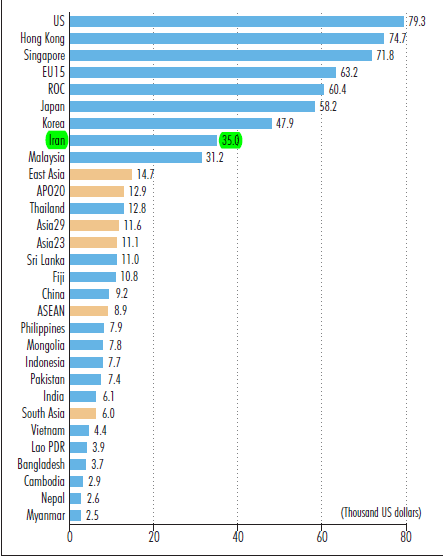 US 79.3
Hong Kong 74.7
Singapore 71.8
EU15 63.2
ROC 60.4
Japan 58.2
Korea 47.9
Iran 35.0
Malaysia 31.2
East Asia 14.7
APO20 12.9
Thailand 12.8
Asia29 11.6
Asia23 11.1
Sri Lanka 11.0
Fiji 10.8
China 9.2
ASEAN 8.9
Philippines 7.9
Mongolia 7.8
Indonesia 7.7
Pakistan 7.4
India 6.1
South Asia 6.0
Vietnam 4.4
Lao PDR 3.9
Bangladesh 3.7
Cambodia 2.9
Nepal 2.6
Myanmar 2.5
(Thousand US dollars)
0 20 40 60 80